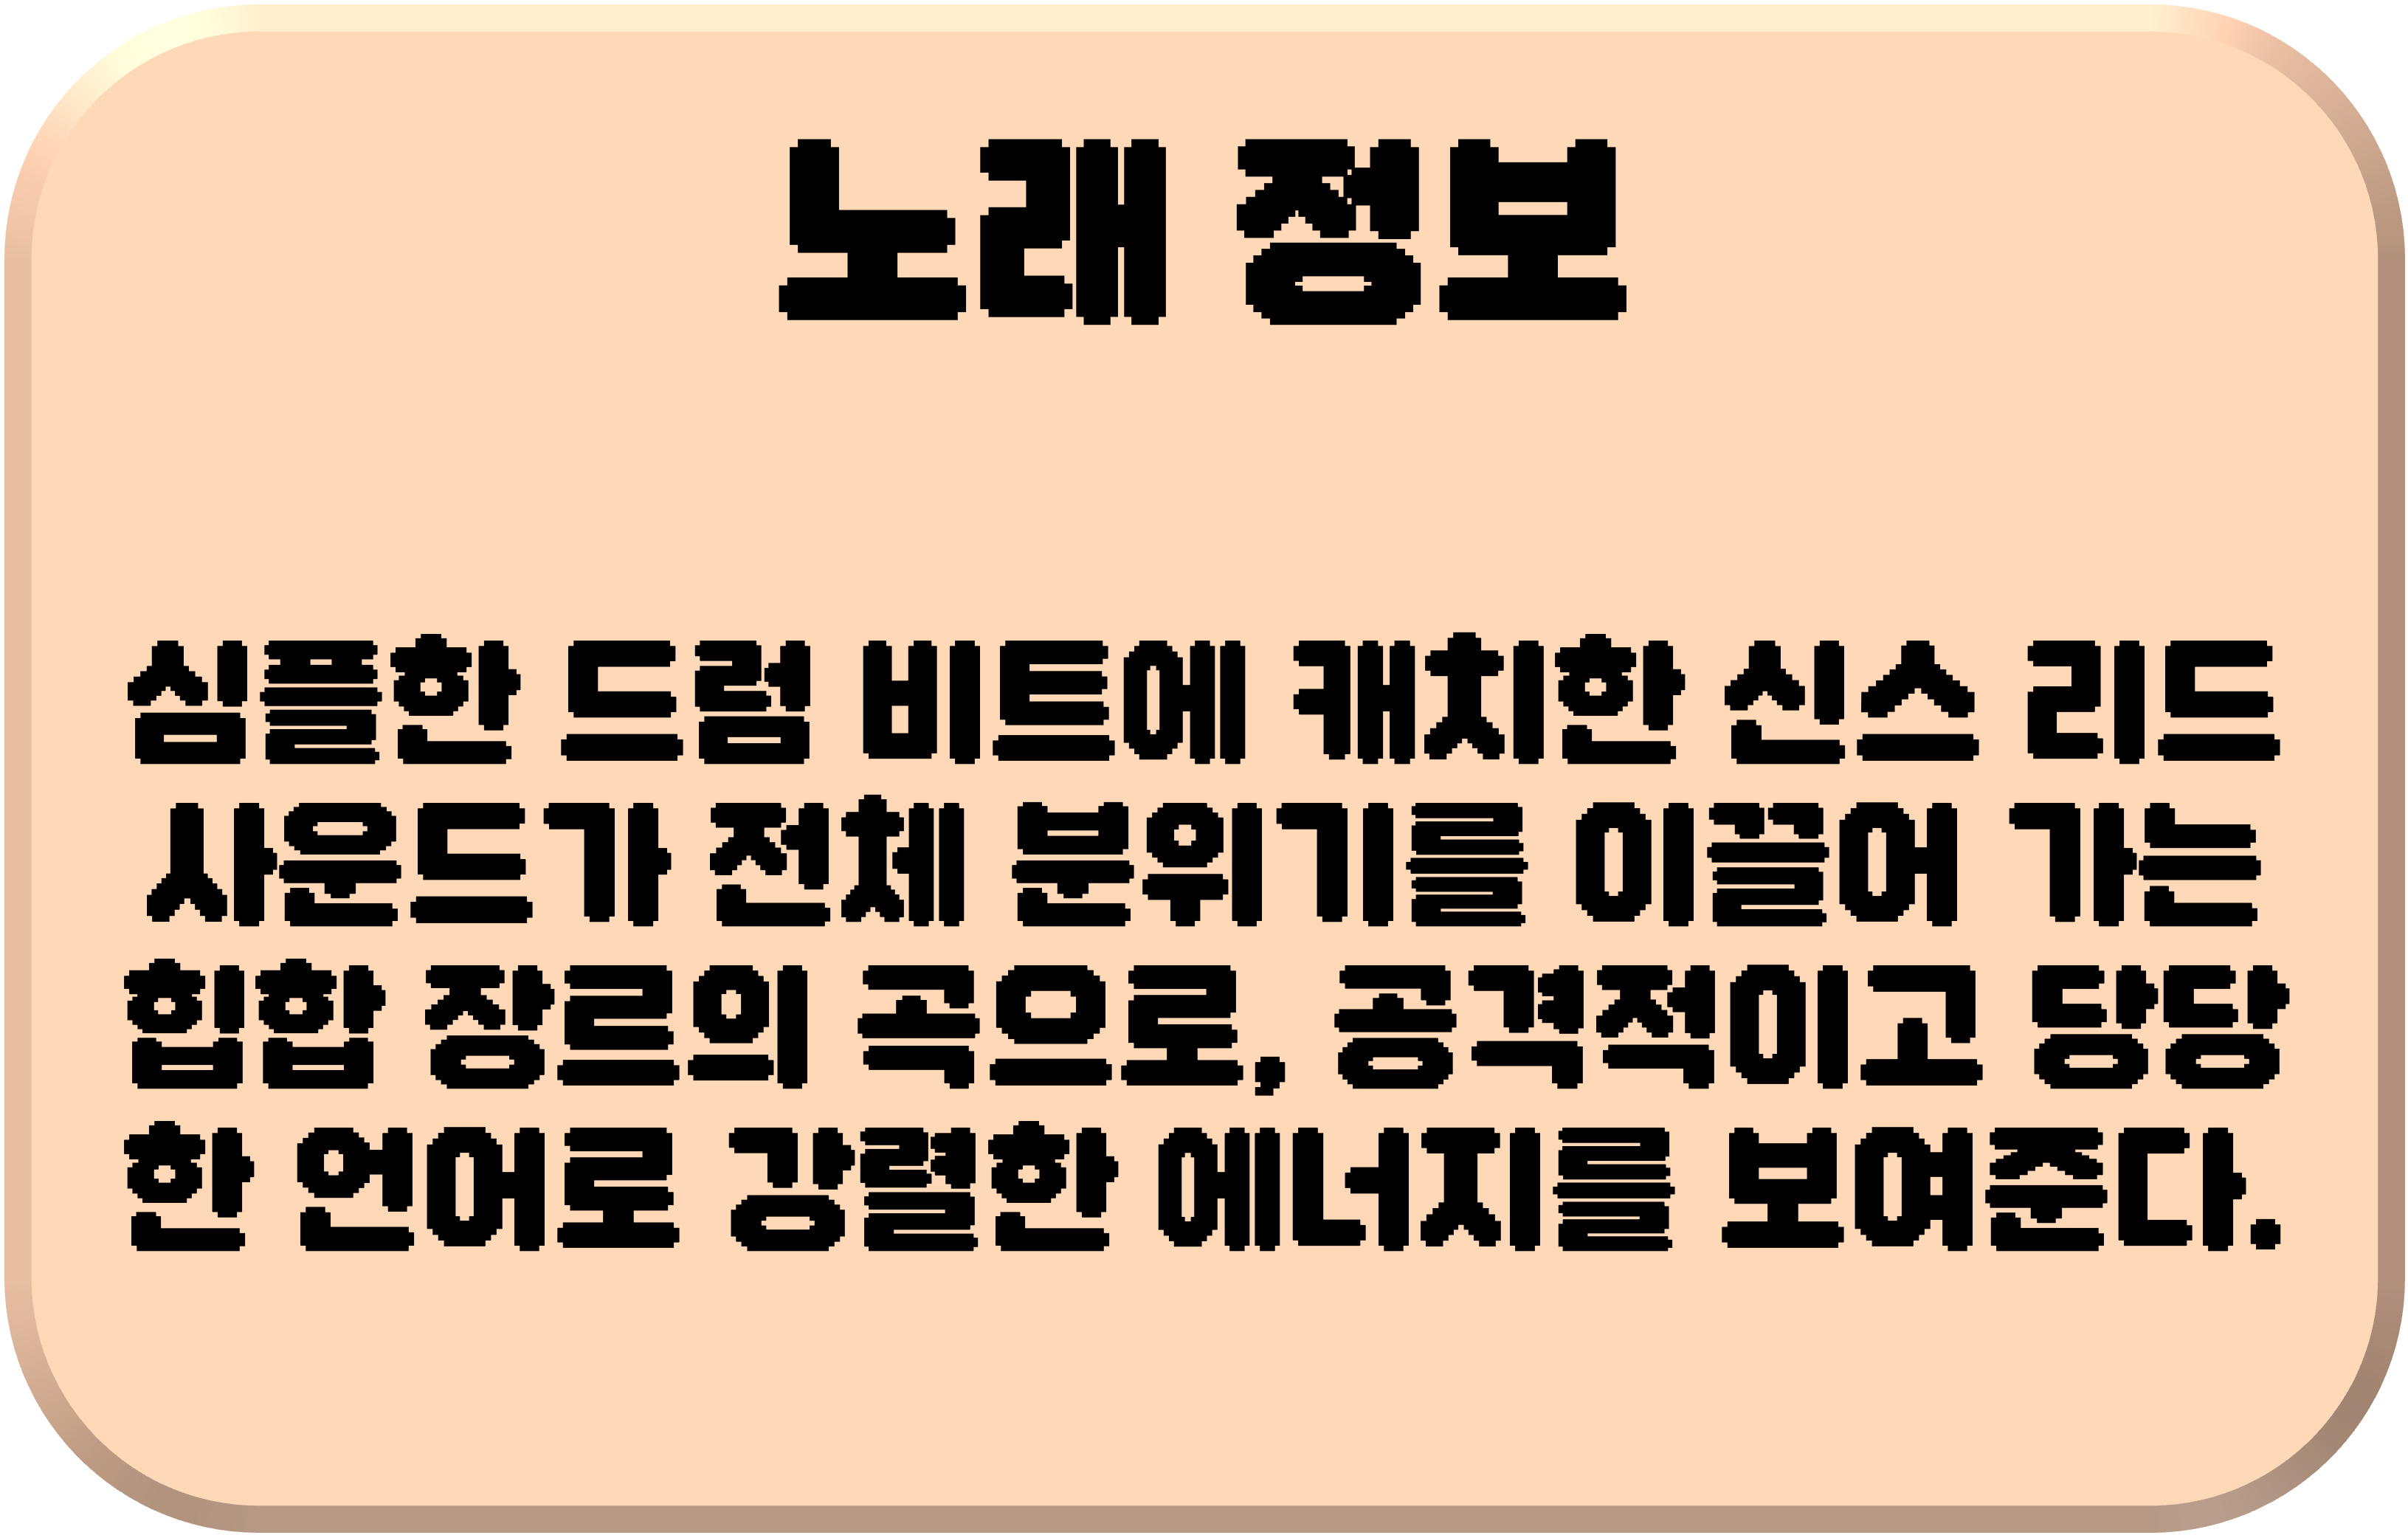 노래 정보
심플한 드럼 비트에 캐치한 신스 리드
사운드가 전체 분위기를 이끌어 가는
힙합 장르의 속으로, 공격적이고 당당
한 언어로 강렬한 에너지를 보여준다.